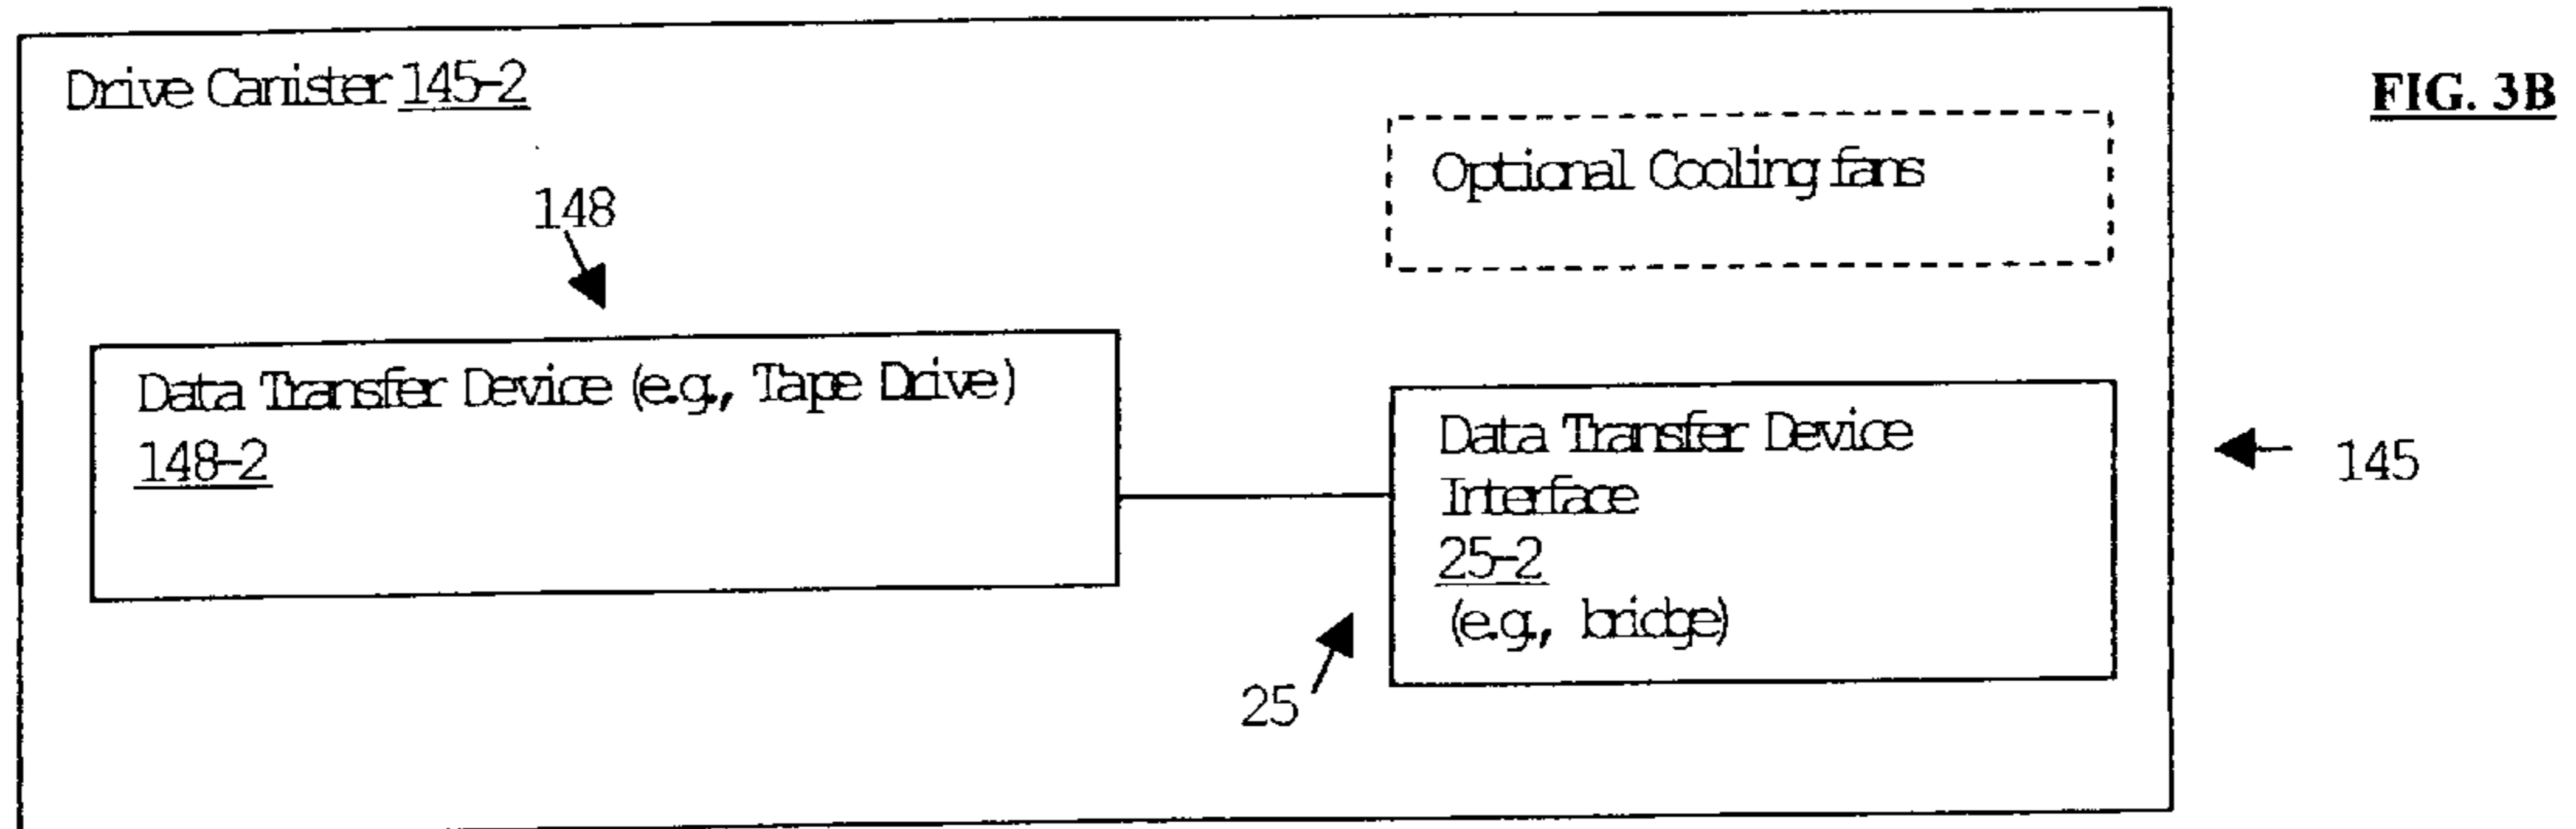 Drive Canister 145-2
FIG. 3B
Optional Cooling fans
148
Data Transfer Device (e.g., Tape Drive)
148-2
Data Transfer Device
Interface
25-2
(e.g., bridge)
145
25